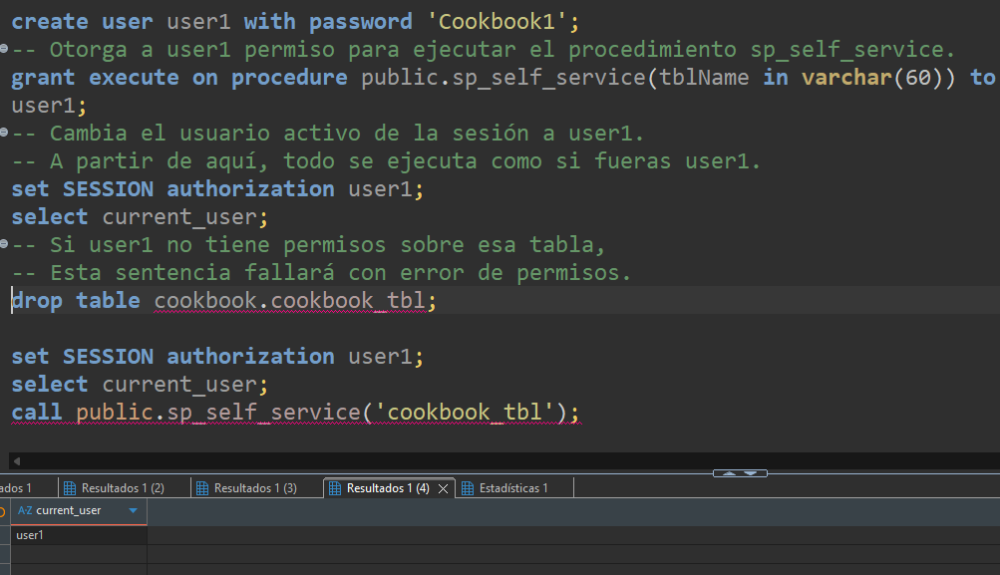 create user user1 with password 'Cookbook1';
-- Otorga a user1 permiso para ejecutar el procedimiento sp_self_service.
grant execute on procedure public.sp_self_service(tblName in varchar(60)) to
user1;
-- Cambia el usuario activo de la sesión a user1.
-- A partir de aquí, todo se ejecuta como si fueras user1.
set SESSION authorization user1;
select current_user;
-- Si user1 no tiene permisos sobre esa tabla,
-- Esta sentencia fallará con error de permisos.
drop table cookbook.cookbook_tbl;
set SESSION authorization user1;
select current_user;
call public.sp_self_service('cookbook_tbl');
ados 1 Resultados 1 (2) Resultados 1 (3) Resultados 1 (4) Estadísticas 1
A-Z current_user
user1